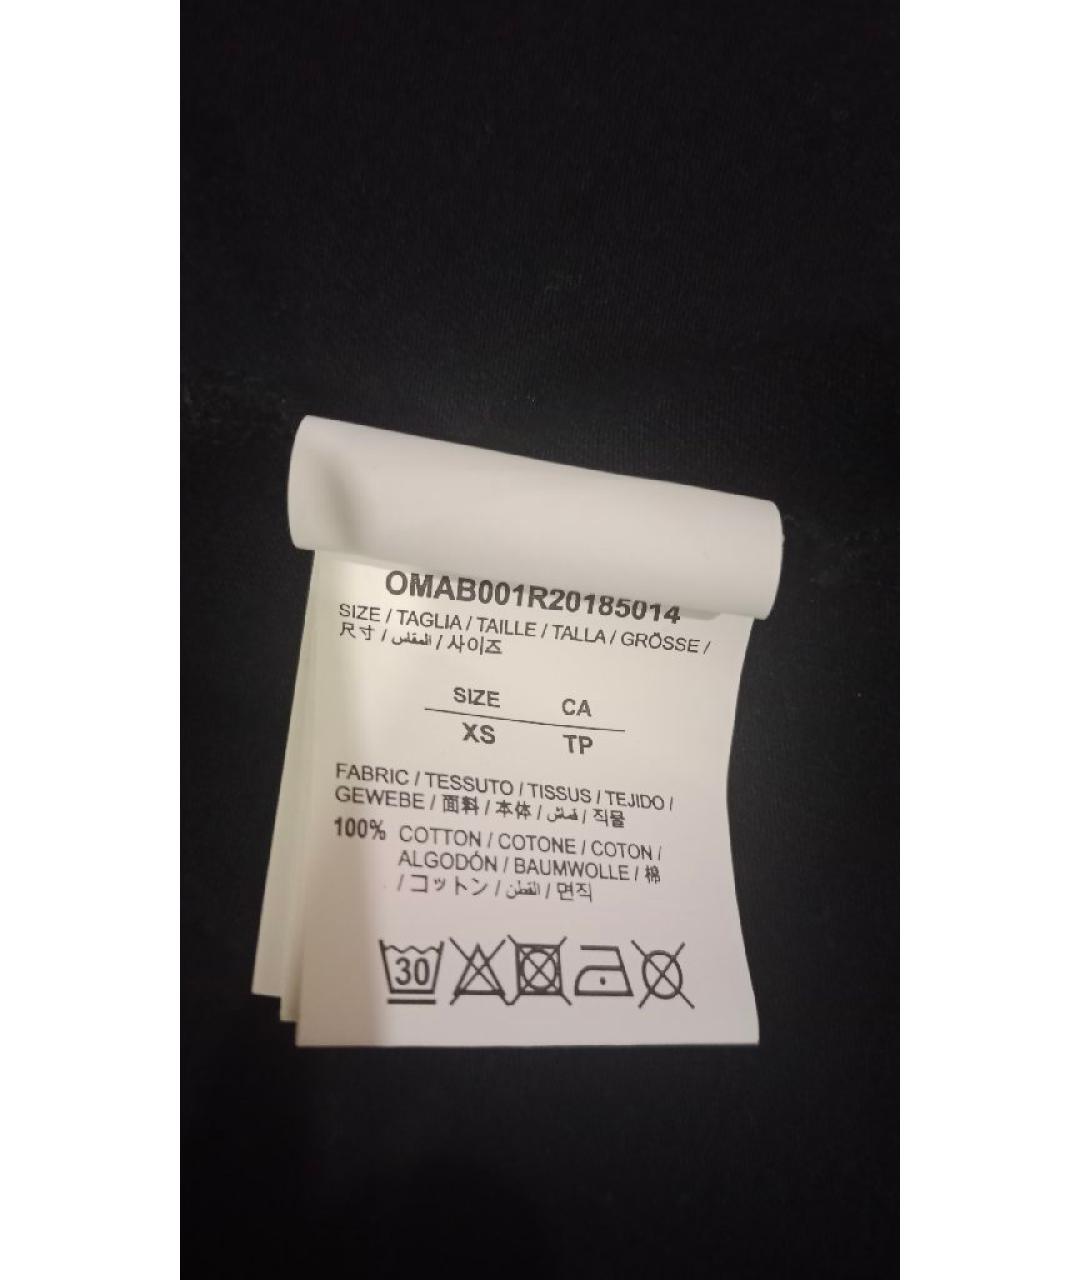 OMAB001R20185014
SIZE / TAGLIA / TAILLE / TALLA / GRÖSSE /
尺寸 / المقاس / 사이즈
SIZE CA
XS TP
FABRIC / TESSUTO / TISSUS / TEJIDO /
GEWEBE / 面料 / 本体 / قماش / 직물
100% COTTON / COTONE / COTON /
ALGODÓN / BAUMWOLLE / 棉
/ コットン / القطن / 면직
30